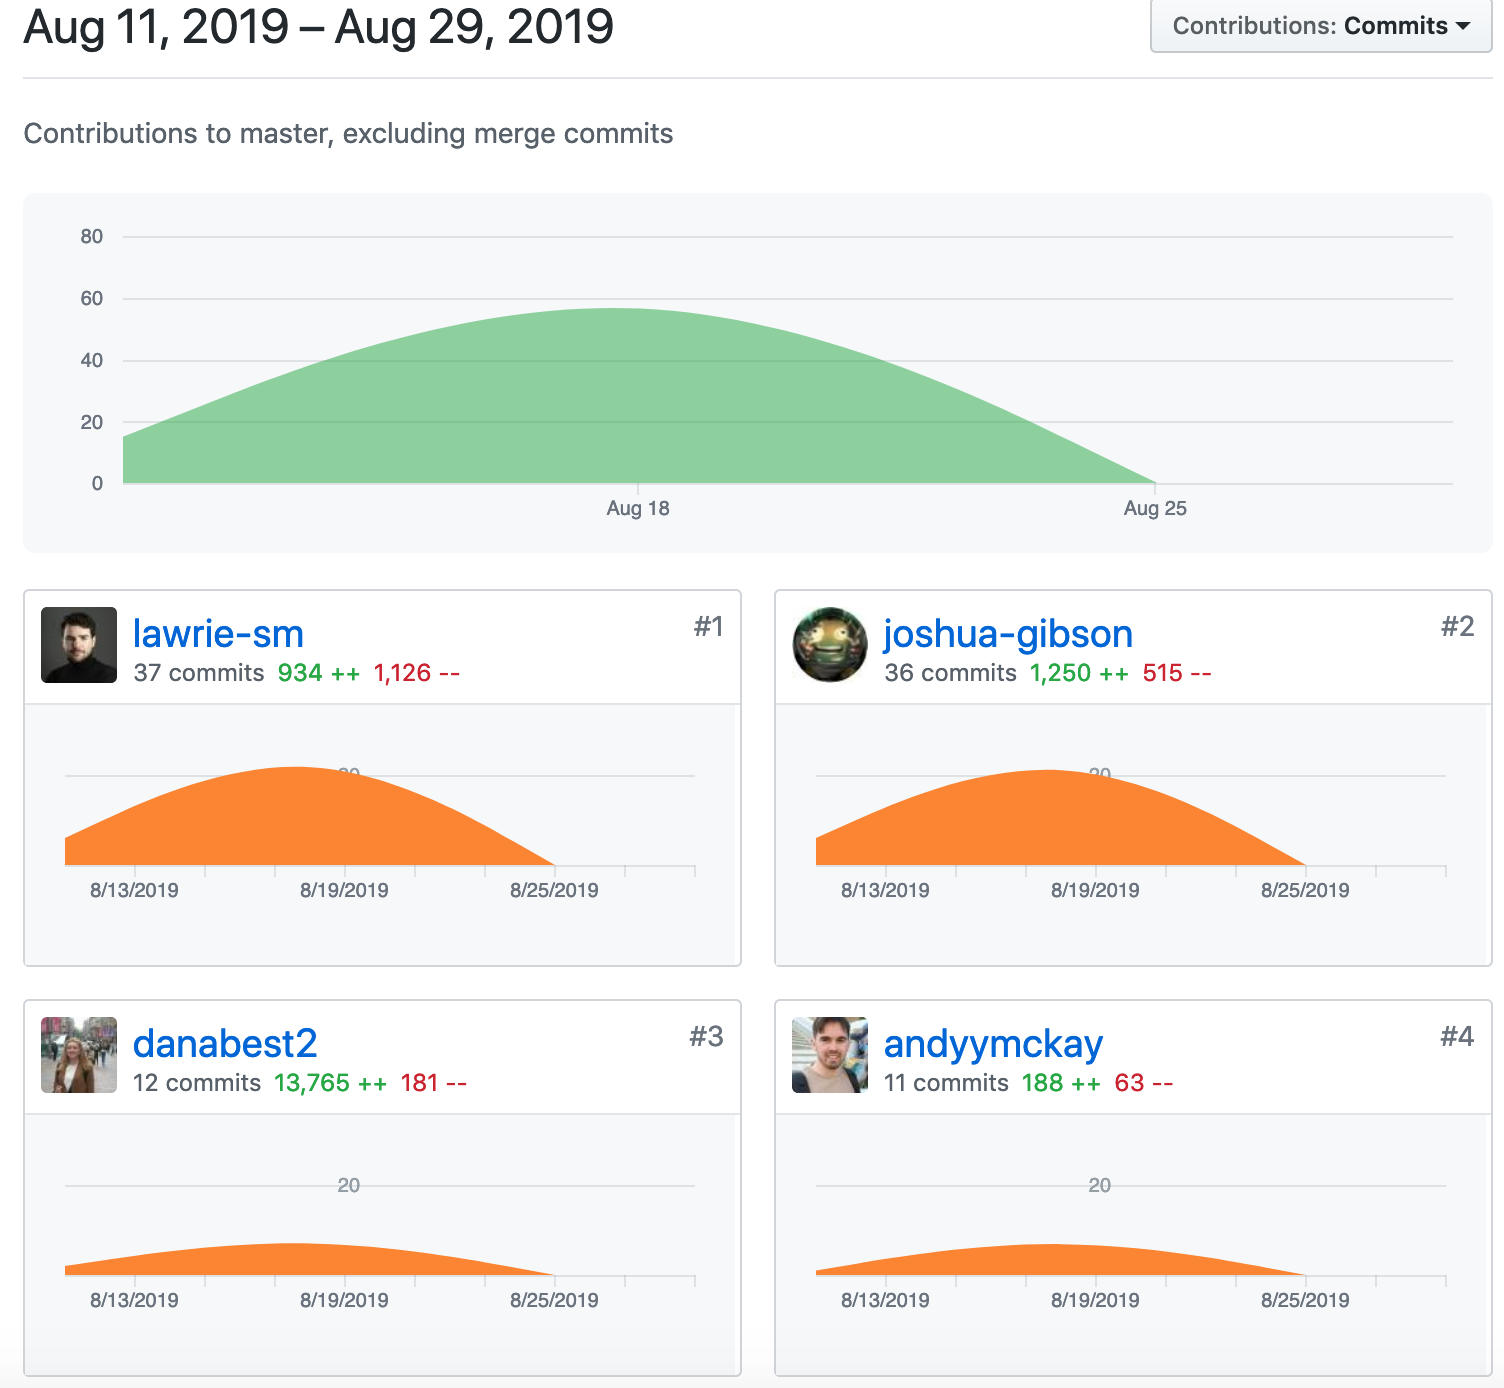 Aug 11, 2019 – Aug 29, 2019
Contributions: Commits
Contributions to master, excluding merge commits
80
60
40
20
0
Aug 18
Aug 25
lawrie-sm
#1
37 commits 934 ++ 1,126 --
20
8/13/2019
8/19/2019
8/25/2019
joshua-gibson
#2
36 commits 1,250 ++ 515 --
20
8/13/2019
8/19/2019
8/25/2019
danabest2
#3
12 commits 13,765 ++ 181 --
20
8/13/2019
8/19/2019
8/25/2019
andyymckay
#4
11 commits 188 ++ 63 --
20
8/13/2019
8/19/2019
8/25/2019